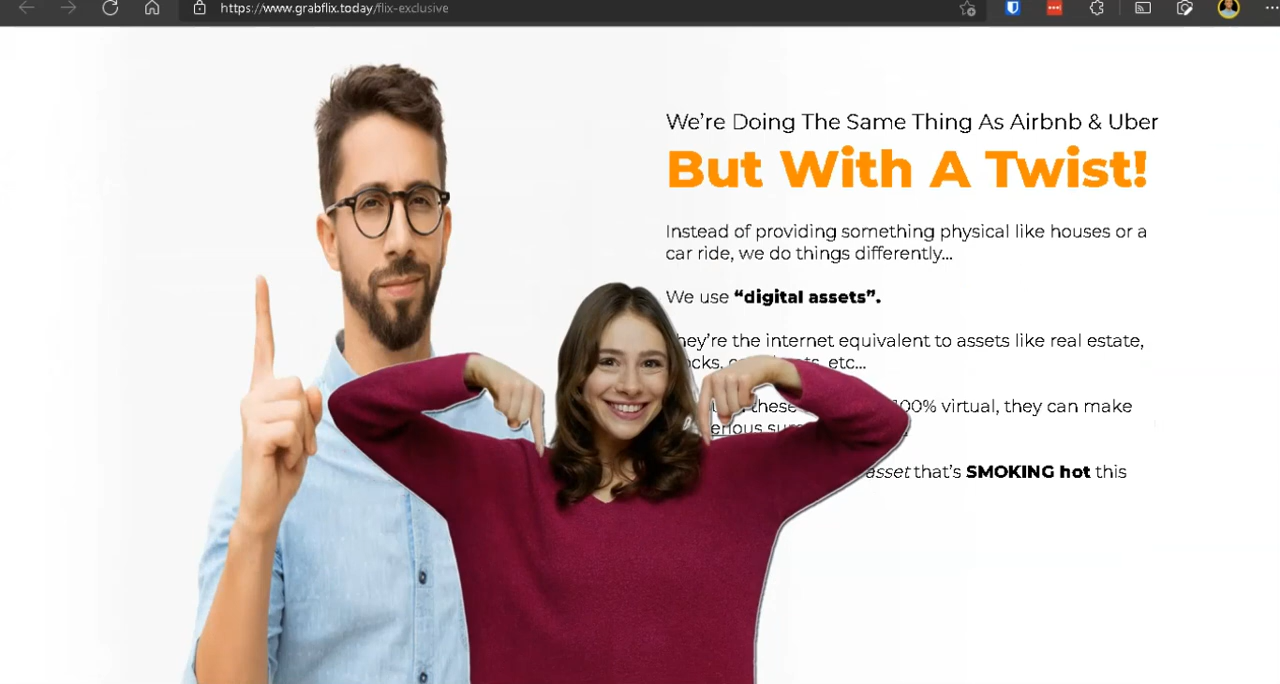 https://www.grabflix.today/flix-exclusive
We're Doing The Same Thing As Airbnb & Uber
But With A Twist!
Instead of providing something physical like houses or a
car ride, we do things differently...
We use “digital assets”.
the internet equivalent to assets like real estate,
etc...
these 100% virtual, they can make
asset that's SMOKING hot this